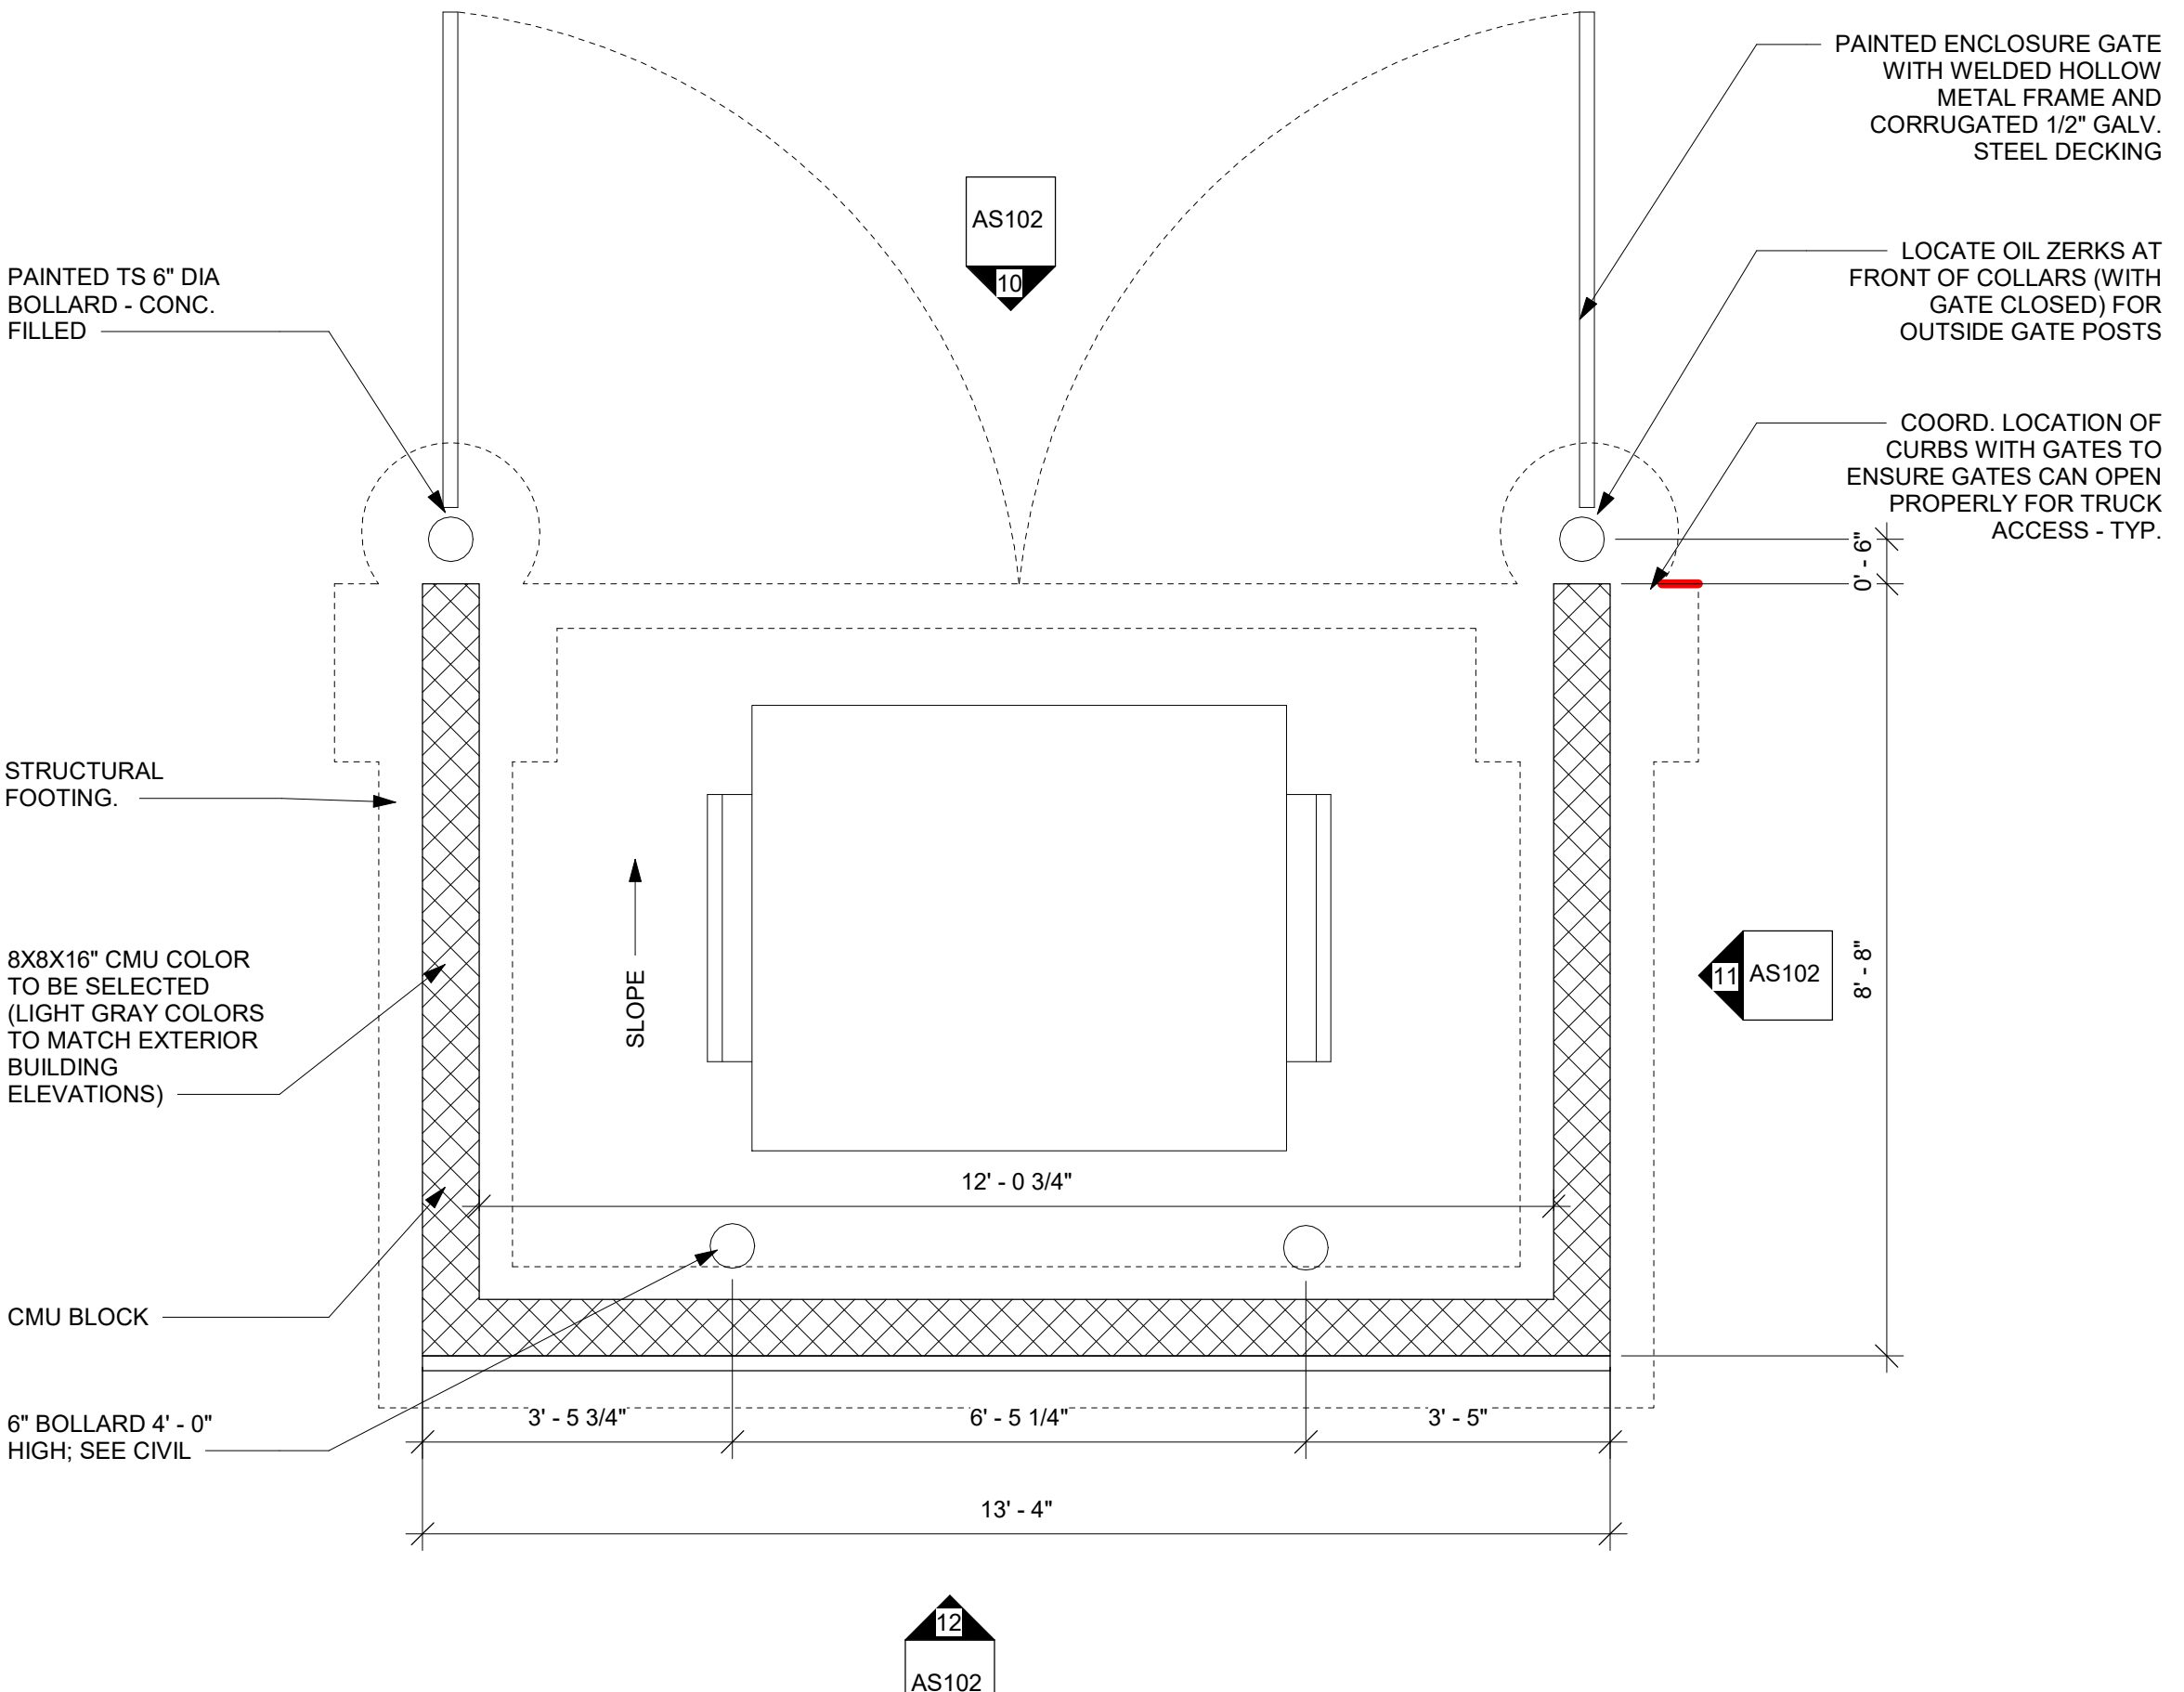 PAINTED ENCLOSURE GATE
WITH WELDED HOLLOW
METAL FRAME AND
CORRUGATED 1/2" GALV.
STEEL DECKING
AS102
10
LOCATE OIL ZERKS AT
FRONT OF COLLARS (WITH
GATE CLOSED) FOR
OUTSIDE GATE POSTS
PAINTED TS 6" DIA
BOLLARD - CONC.
FILLED
COORD. LOCATION OF
CURBS WITH GATES TO
ENSURE GATES CAN OPEN
PROPERLY FOR TRUCK
ACCESS - TYP.
0' - 6"
STRUCTURAL
FOOTING.
8X8X16" CMU COLOR
TO BE SELECTED
(LIGHT GRAY COLORS
TO MATCH EXTERIOR
BUILDING
ELEVATIONS)
SLOPE
11
AS102
8' - 8"
12' - 0 3/4"
CMU BLOCK
6" BOLLARD 4' - 0"
HIGH; SEE CIVIL
3' - 5 3/4"
6' - 5 1/4"
3' - 5"
13' - 4"
12
AS102